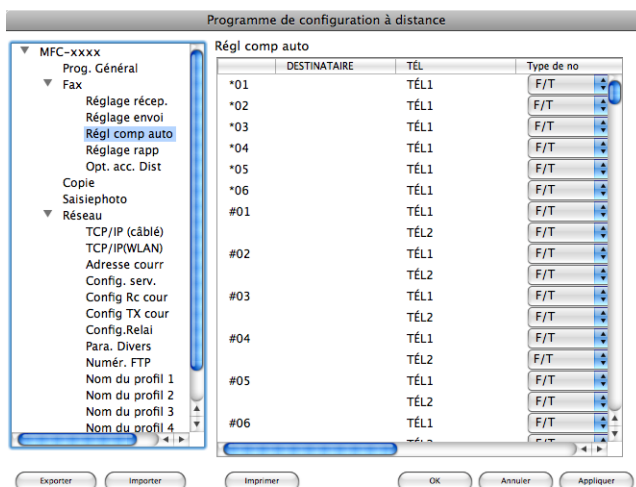 Programme de configuration à distance
MFC-xxxx
Prog. Général
Fax
Réglage récep.
Réglage envoi
Régl comp auto
Réglage rapp
Opt. acc. Dist
Copie
Saisiephoto
Réseau
TCP/IP (câblé)
TCP/IP(WLAN)
Adresse courr
Config. serv.
Config Rc cour
Config TX cour
Config.Relai
Para. Divers
Numér. FTP
Nom du profil 1
Nom du profil 2
Nom du profil 3
Nom du profil 4
Régl comp auto
DESTINATAIRE TÉL Type de no
*01 TÉL1 F/T
*02 TÉL1 F/T
*03 TÉL1 F/T
*04 TÉL1 F/T
*05 TÉL1 F/T
*06 TÉL1 F/T
#01 TÉL1 F/T
TÉL2 F/T
#02 TÉL1 F/T
TÉL2 F/T
#03 TÉL1 F/T
TÉL2 F/T
#04 TÉL1 F/T
TÉL2 F/T
#05 TÉL1 F/T
TÉL2 F/T
#06 TÉL1 F/T
TÉL2 F/T
Exporter Importer Imprimer OK Annuler Appliquer